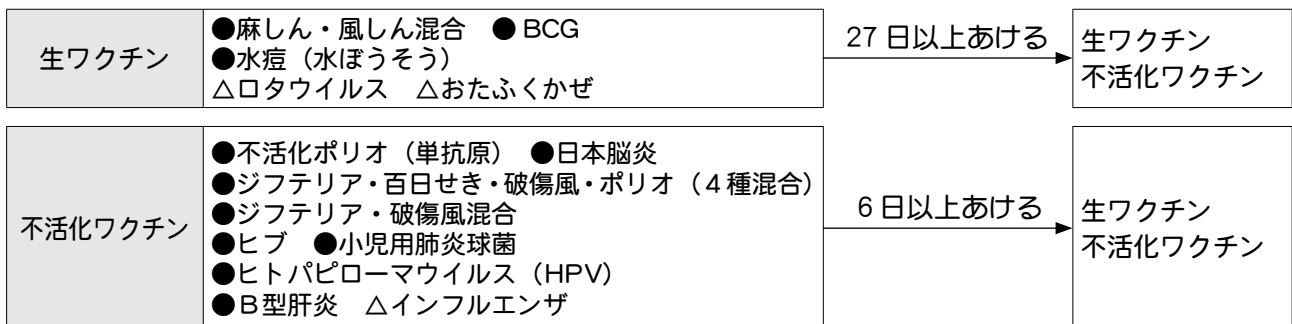 生ワクチン
●麻しん・風しん混合　●BCG
●水痘（水ぼうそう）
△ロタウイルス　△おたふくかぜ
27日以上あける
生ワクチン
不活化ワクチン
不活化ワクチン
●不活化ポリオ（単抗原）　●日本脳炎
●ジフテリア・百日せき・破傷風・ポリオ（４種混合）
●ジフテリア・破傷風混合
●ヒブ　●小児用肺炎球菌
●ヒトパピローマウイルス（HPV）
●Ｂ型肝炎　△インフルエンザ
6日以上あける
生ワクチン
不活化ワクチン